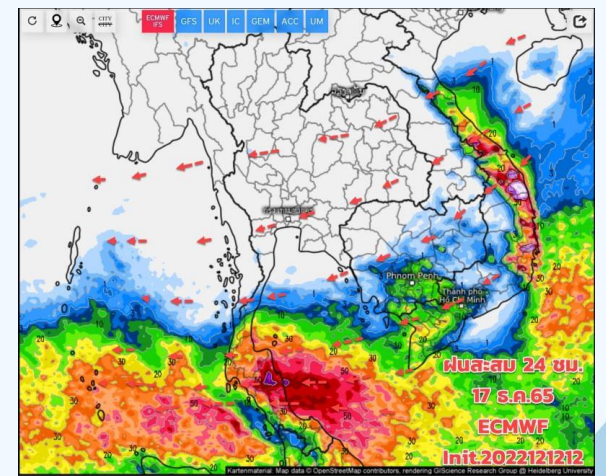 CITY
CITY
ECMWF
IFS
GFS
UK
IC
GEM
ACC
UM
Phnom Penh
Thành phố
Hồ Chí Minh
ฝนสะสม 24 ชม.
17 ธ.ค.65
ECMWF
Init.2022121212
Kartenmaterial: Map data © OpenStreetMap contributors, rendering GIScience Research Group @ Heidelberg University